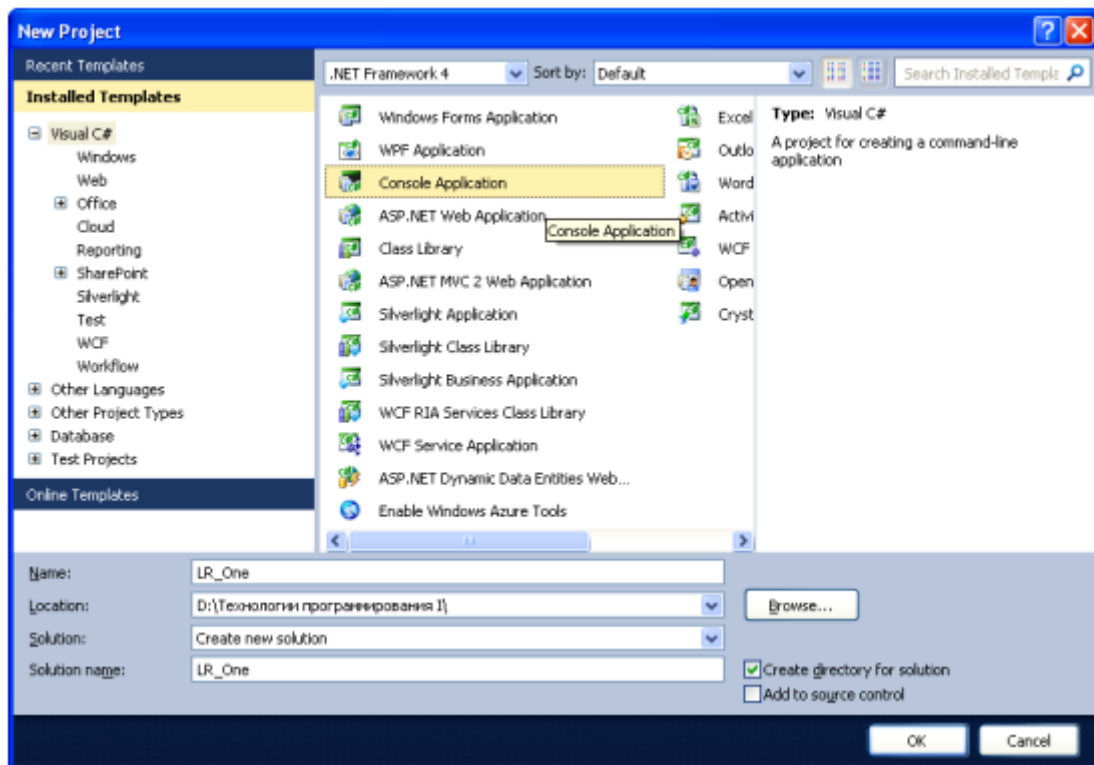 New Project
Recent Templates
Installed Templates
Visual C#
Windows
Web
Office
Cloud
Reporting
SharePoint
Silverlight
Test
WCF
Workflow
Other Languages
Other Project Types
Database
Test Projects
Online Templates
.NET Framework 4
Sort by: Default
Search Installed Templa
Windows Forms Application
WPF Application
Console Application
ASP.NET Web Application
Console Application
Class Library
ASP.NET MVC 2 Web Application
Silverlight Application
Silverlight Class Library
Silverlight Business Application
WCF RIA Services Class Library
WCF Service Application
ASP.NET Dynamic Data Entities Web...
Enable Windows Azure Tools
Excel
Outlo
Word
Activi
WCF
Open
Cryst
Type: Visual C#
A project for creating a command-line
application
Name: LR_One
Location: D:\Технологии программирования I\
Browse...
Solution: Create new solution
Solution name: LR_One
Create directory for solution
Add to source control
OK Cancel